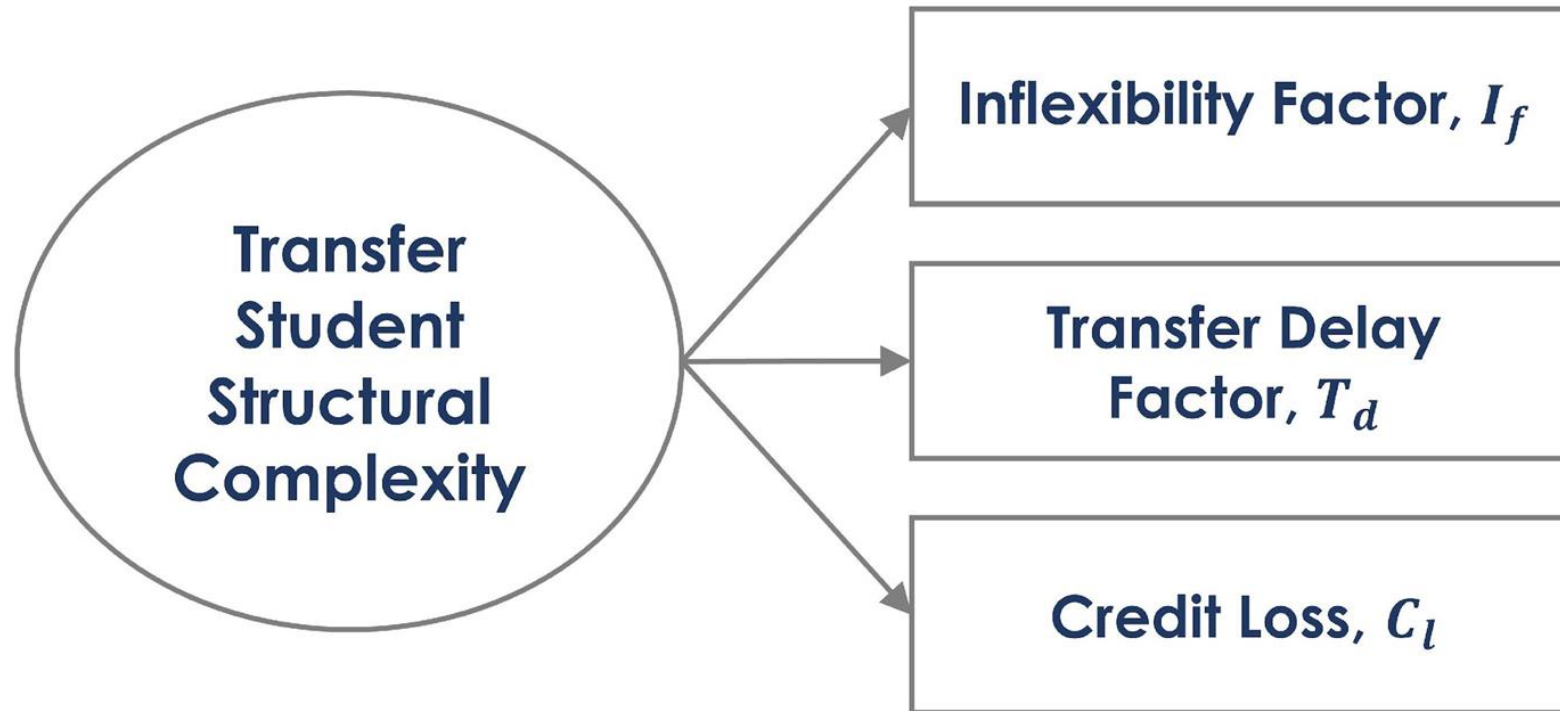 Transfer
Student
Structural
Complexity
Inflexibility Factor, I_f
Transfer Delay
Factor, T_d
Credit Loss, C_l